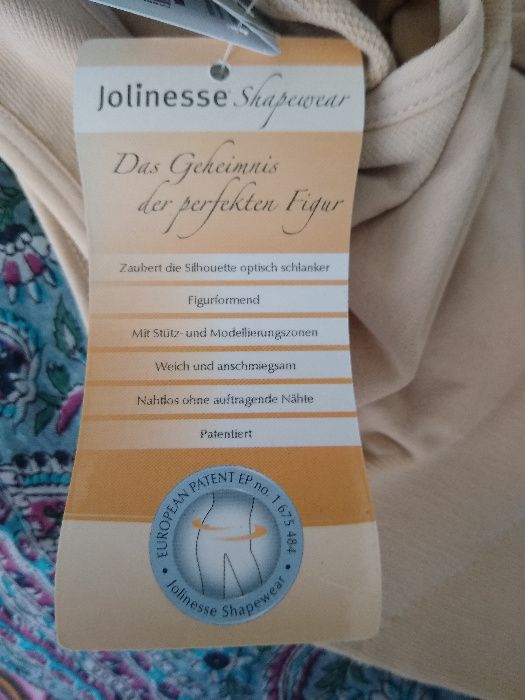 Jolinesse Shapewear
Das Geheimnis
der perfekten Figur
Zaubert die Silhouette optisch schlanker
Figurformend
Mit Stütz- und Modellierungszonen
Weich und anschmiegsam
Nahtlos ohne auftragende Nähte
Patentiert
EUROPEAN PATENT EP no. 1 675 484
• Jolinesse Shapewear •